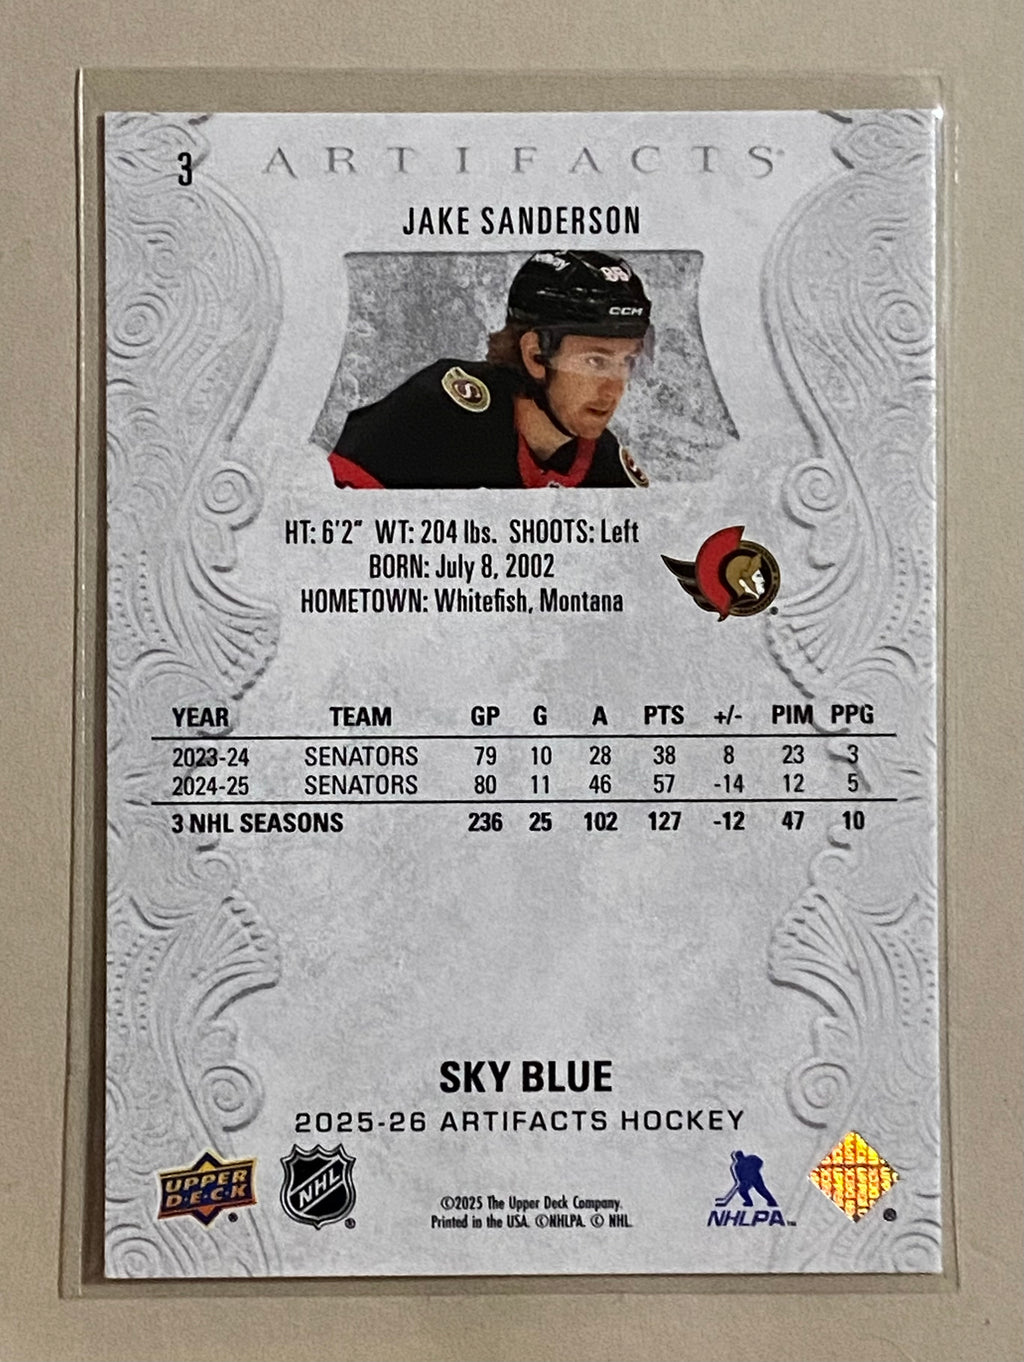 3
ARTIFACTS
JAKE SANDERSON
85
CCM
HT: 6'2" WT: 204 lbs. SHOOTS: Left
BORN: July 8, 2002
HOMETOWN: Whitefish, Montana
YEAR TEAM GP G A PTS +/- PIM PPG
2023-24 SENATORS 79 10 28 38 8 23 3
2024-25 SENATORS 80 11 46 57 -14 12 5
3 NHL SEASONS 236 25 102 127 -12 47 10
SKY BLUE
2025-26 ARTIFACTS HOCKEY
UPPER
D•E•C•K
NHL
©2025 The Upper Deck Company.
Printed in the USA. ©NHLPA. © NHL.
NHLPA™